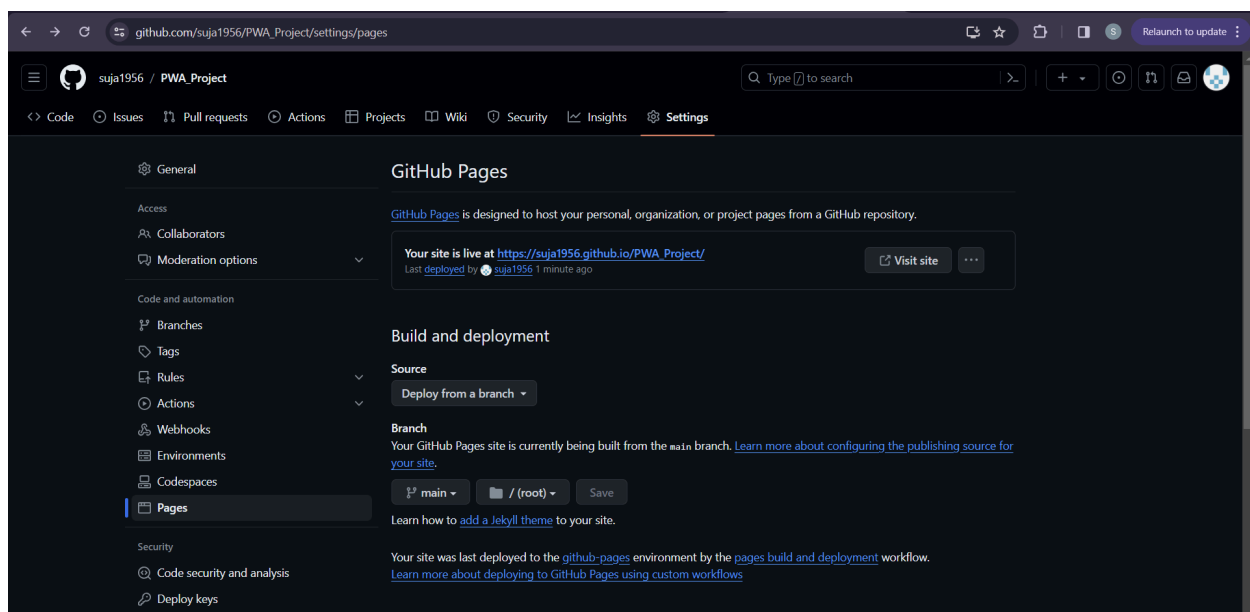 github.com/suja1956/PWA_Project/settings/pages
S
Relaunch to update
suja1956 / PWA_Project
Type / to search
Code
Issues
Pull requests
Actions
Projects
Wiki
Security
Insights
Settings
General
Access
Collaborators
Moderation options
Code and automation
Branches
Tags
Rules
Actions
Webhooks
Environments
Codespaces
Pages
Security
Code security and analysis
Deploy keys
GitHub Pages
GitHub Pages is designed to host your personal, organization, or project pages from a GitHub repository.
Your site is live at https://suja1956.github.io/PWA_Project/
Last deployed by suja1956 1 minute ago
Visit site
Build and deployment
Source
Deploy from a branch
Branch
Your GitHub Pages site is currently being built from the main branch. Learn more about configuring the publishing source for
your site.
main
/ (root)
Save
Learn how to add a Jekyll theme to your site.
Your site was last deployed to the github-pages environment by the pages build and deployment workflow.
Learn more about deploying to GitHub Pages using custom workflows